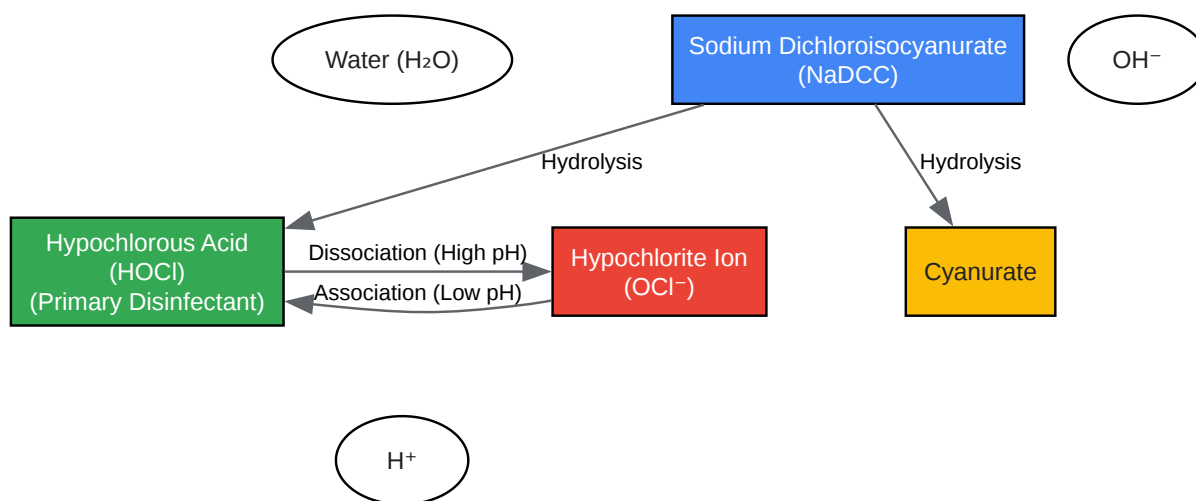 Water (H₂O)
Sodium Dichloroisocyanurate
(NaDCC)
OH⁻
Hydrolysis
Hydrolysis
Hypochlorous Acid
(HOCl)
(Primary Disinfectant)
Dissociation (High pH)
Association (Low pH)
Hypochlorite Ion
(OCl⁻)
Cyanurate
H⁺